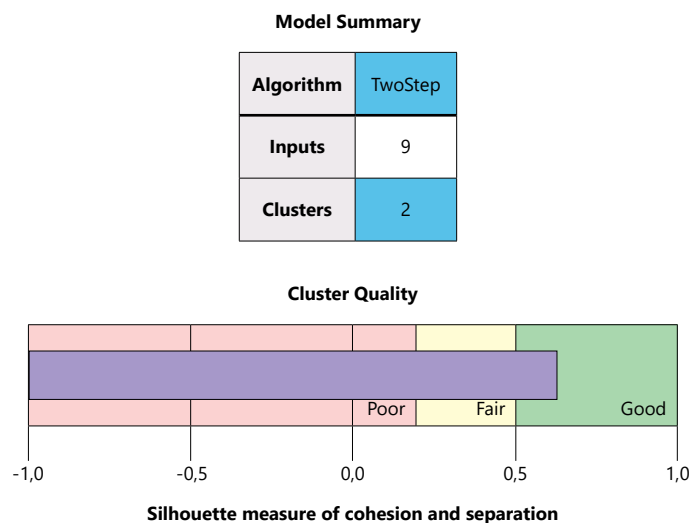 Model Summary
Algorithm TwoStep
Inputs 9
Clusters 2
Cluster Quality
Poor Fair Good
-1,0 -0,5 0,0 0,5 1,0
Silhouette measure of cohesion and separation